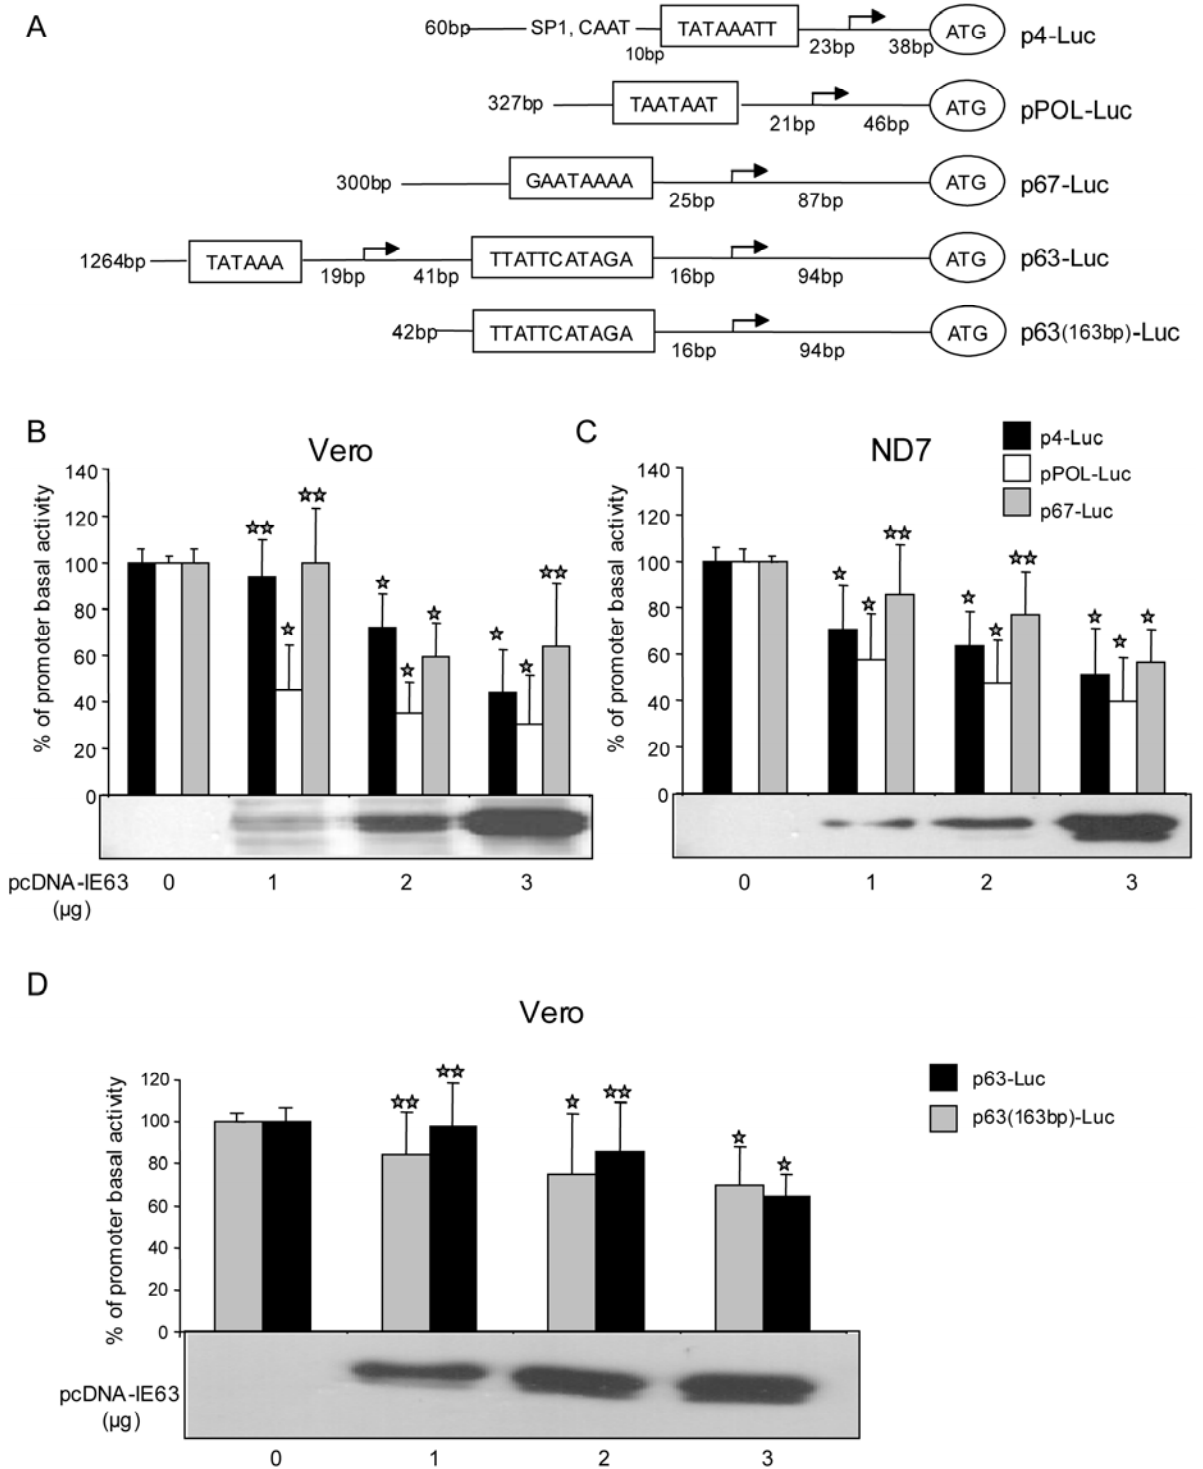 A
60bp SP1, CAAT 10bp TATAAATT 23bp 38bp ATG p4-Luc
327bp TAATAAT 21bp 46bp ATG pPOL-Luc
300bp GAATAAAA 25bp 87bp ATG p67-Luc
1264bp TATAAA 19bp 41bp TTATTCATAGA 16bp 94bp ATG p63-Luc
42bp TTATTCATAGA 16bp 94bp ATG p63(163bp)-Luc
B
Vero
% of promoter basal activity
140
120
100
80
60
40
20
0
pcDNA-IE63 0 1 2 3
(µg)
C
ND7
p4-Luc
pPOL-Luc
p67-Luc
% of promoter basal activity
140
120
100
80
60
40
20
0
0 1 2 3
D
Vero
p63-Luc
p63(163bp)-Luc
% of promoter basal activity
120
100
80
60
40
20
0
pcDNA-IE63
(µg)
0 1 2 3